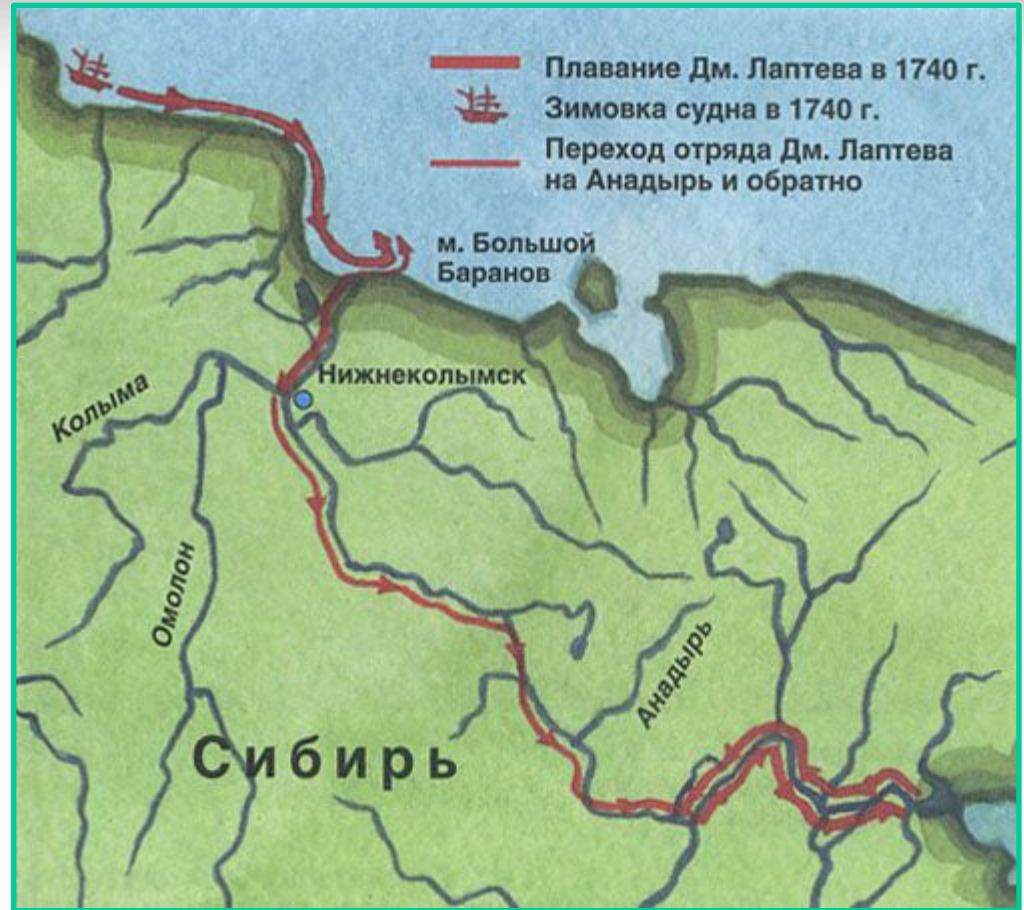 Плавание Дм. Лаптева в 1740 г.
Зимовка судна в 1740 г.
Переход отряда Дм. Лаптева
на Анадырь и обратно
м. Большой
Баранов
Нижнеколымск
Колыма
Омолон
Анадырь
Сибирь